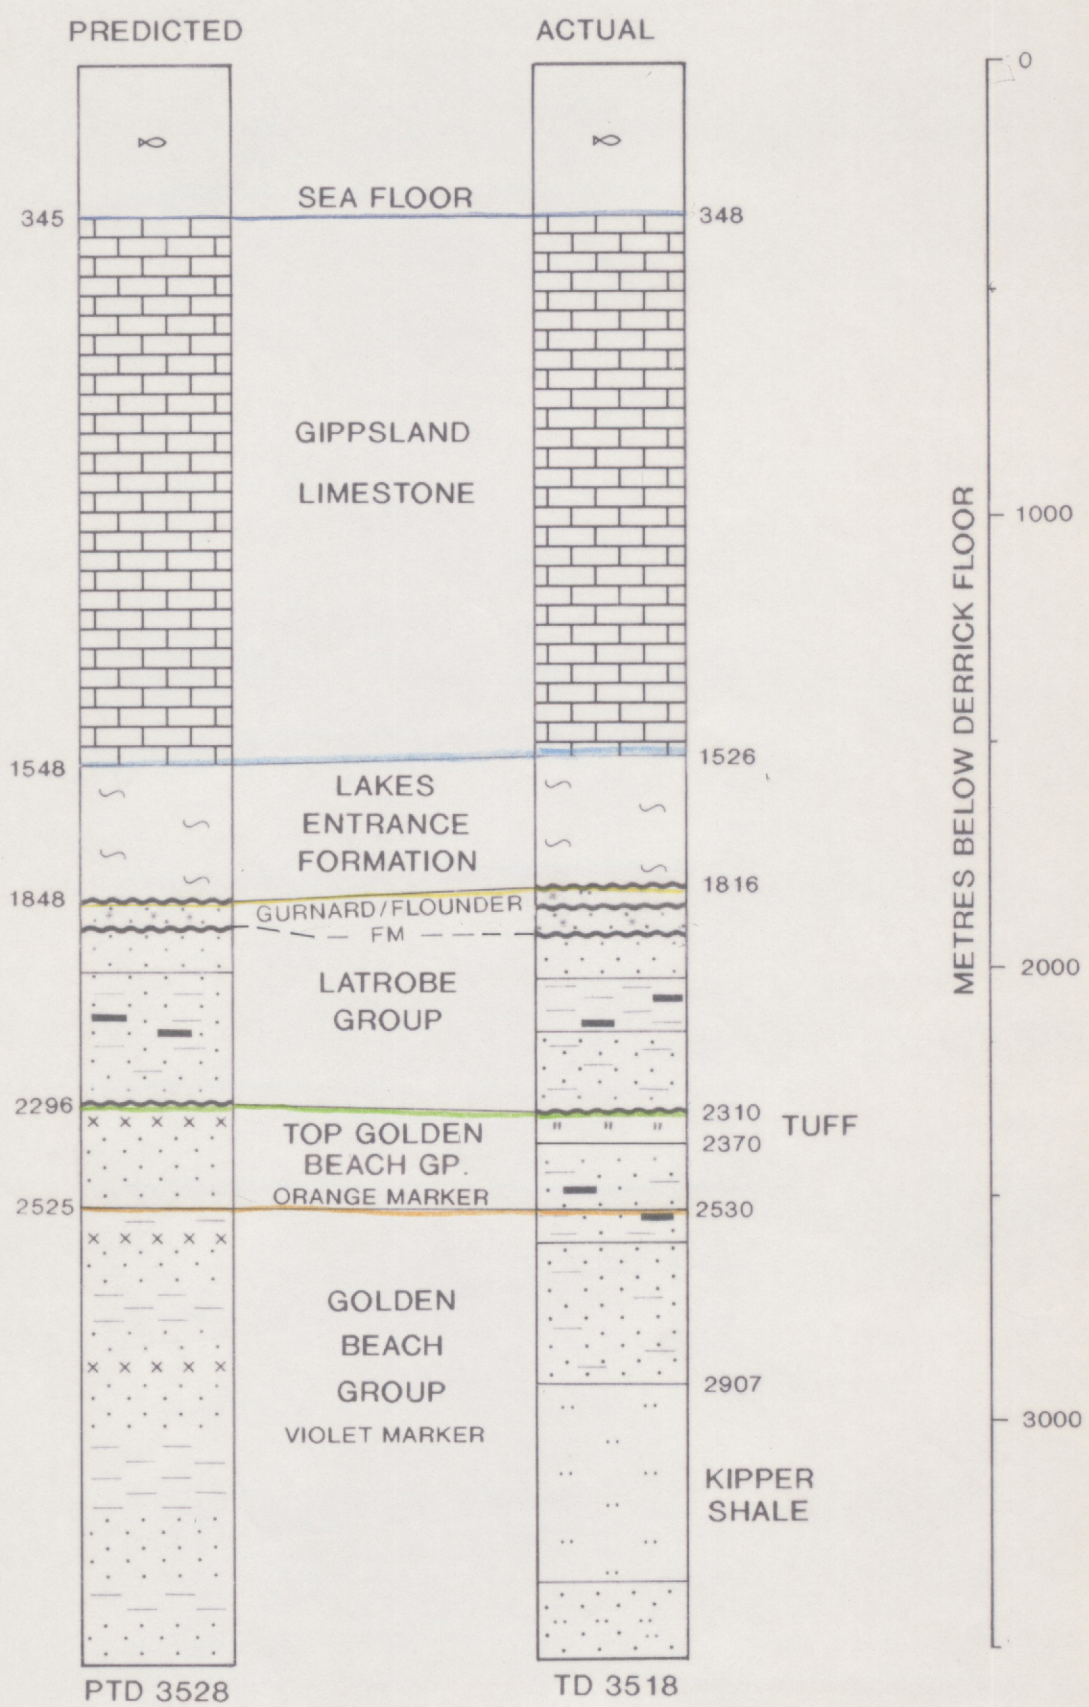 PREDICTED
ACTUAL
0
SEA FLOOR
345
348
GIPPSLAND
LIMESTONE
1000
METRES BELOW DERRICK FLOOR
1548
1526
LAKES
ENTRANCE
FORMATION
1848
1816
GURNARD/FLOUNDER
FM
2000
LATROBE
GROUP
2296
2310
TUFF
TOP GOLDEN
2370
BEACH GP.
ORANGE MARKER
2525
2530
GOLDEN
BEACH
GROUP
2907
VIOLET MARKER
3000
KIPPER
SHALE
PTD 3528
TD 3518